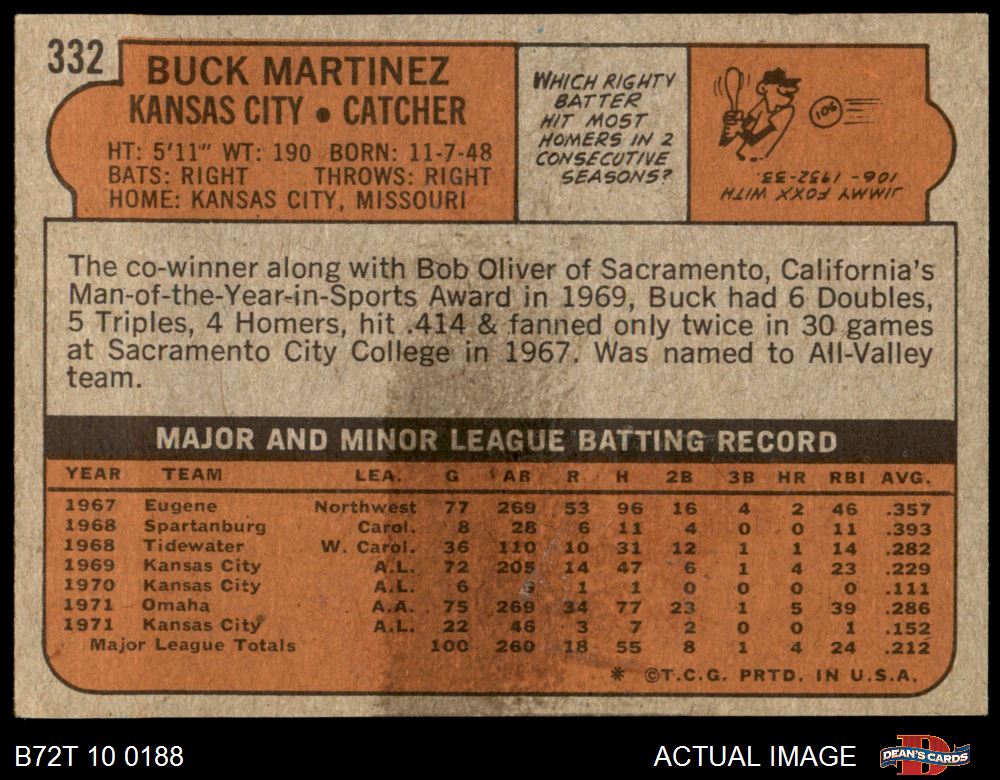 332
BUCK MARTINEZ
KANSAS CITY • CATCHER
HT: 5'11" WT: 190 BORN: 11-7-48
BATS: RIGHT THROWS: RIGHT
HOME: KANSAS CITY, MISSOURI
WHICH RIGHTY
BATTER
HIT MOST
HOMERS IN 2
CONSECUTIVE
SEASONS?
106
JIMMY FOXX WITH
106 - 1932-33.
The co-winner along with Bob Oliver of Sacramento, California's
Man-of-the-Year-in-Sports Award in 1969, Buck had 6 Doubles,
5 Triples, 4 Homers, hit .414 & fanned only twice in 30 games
at Sacramento City College in 1967. Was named to All-Valley
team.
MAJOR AND MINOR LEAGUE BATTING RECORD
YEAR TEAM LEA. G AB R H 2B 3B HR RBI AVG.
1967 Eugene Northwest 77 269 53 96 16 4 2 46 .357
1968 Spartanburg Carol. 8 28 6 11 4 0 0 11 .393
1968 Tidewater W. Carol. 36 110 10 31 12 1 1 14 .282
1969 Kansas City A.L. 72 205 14 47 6 1 4 23 .229
1970 Kansas City A.L. 6 9 1 1 0 0 0 0 .111
1971 Omaha A.A. 75 269 34 77 23 1 5 39 .286
1971 Kansas City A.L. 22 46 3 7 2 0 0 1 .152
Major League Totals 100 260 18 55 8 1 4 24 .212
* ©T.C.G. PRTD. IN U.S.A.
B72T 10 0188
ACTUAL IMAGE
DEAN'S CARDS